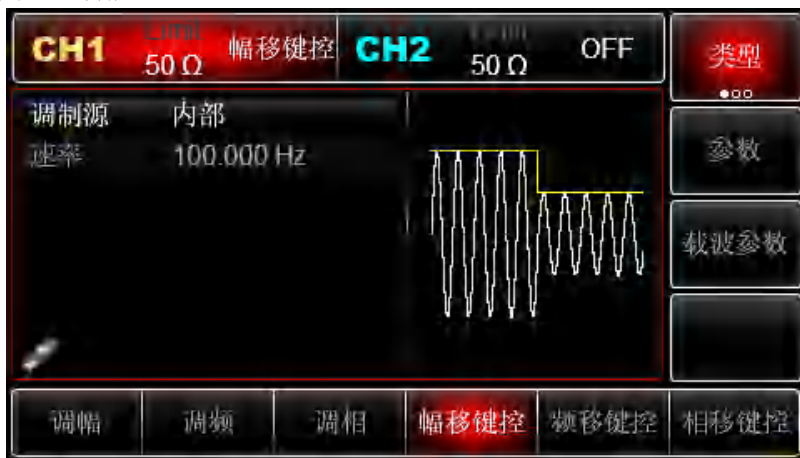 CH1 Limit 50 Ω 幅移键控 CH2 Limit 50 Ω OFF
类型
调制源 内部
速率 100.000 Hz
参数
载波参数
调幅 调频 调相 幅移键控 频移键控 相移键控